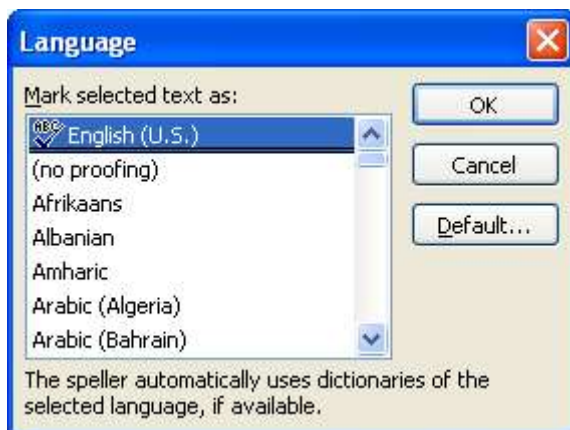 Language
Mark selected text as:
OK
ABC English (U.S.)
(no proofing)
Cancel
Afrikaans
Albanian
Default...
Amharic
Arabic (Algeria)
Arabic (Bahrain)
The speller automatically uses dictionaries of the
selected language, if available.